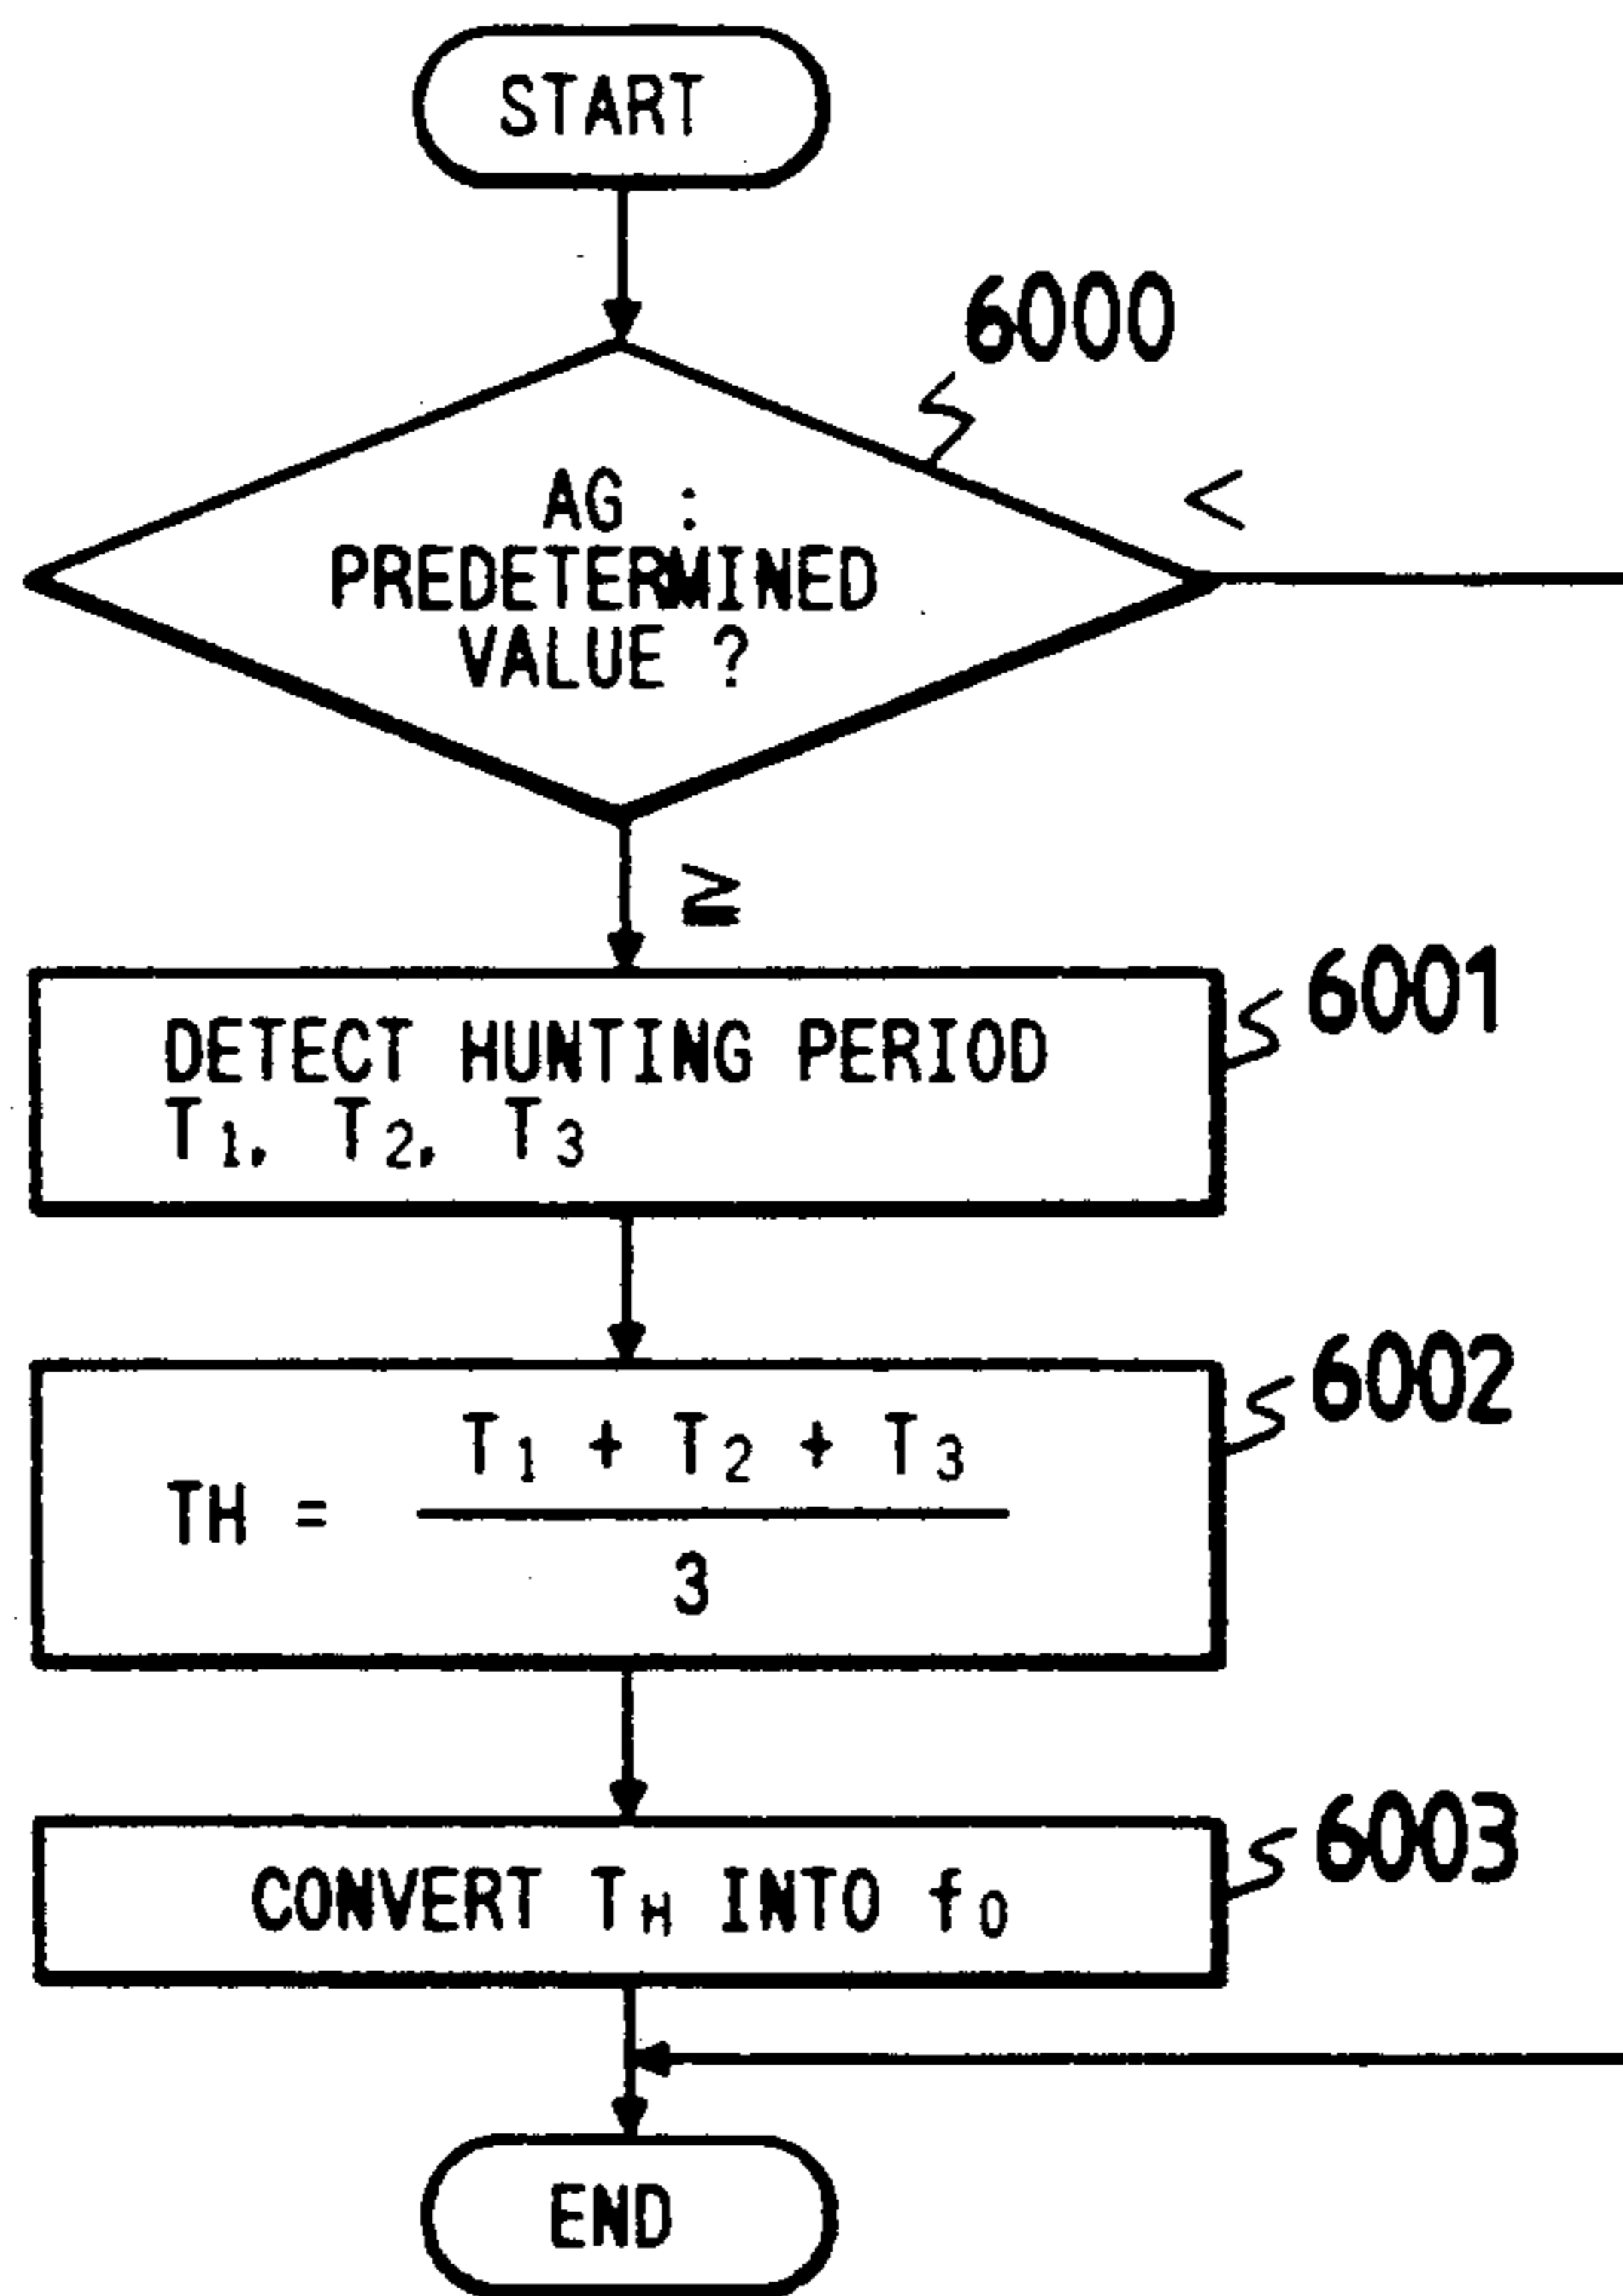 START
6000
AG :
PREDETERMINED
VALUE ?
<
≥
6001
DETECT HUNTING PERIOD
T₁, T₂, T₃
6002
T₁ + T₂ + T₃
TH =
3
6003
CONVERT T_H INTO f₀
END